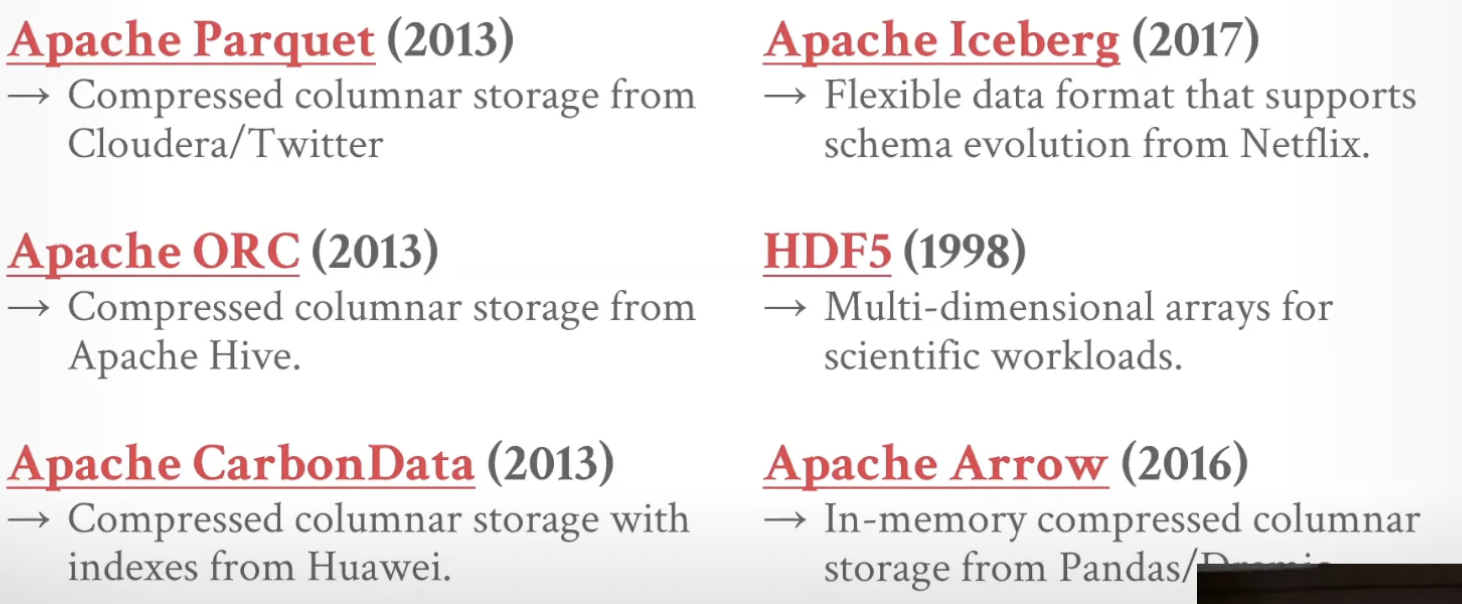 Apache Parquet (2013)
→ Compressed columnar storage from
Cloudera/Twitter
Apache ORC (2013)
→ Compressed columnar storage from
Apache Hive.
Apache CarbonData (2013)
→ Compressed columnar storage with
indexes from Huawei.
Apache Iceberg (2017)
→ Flexible data format that supports
schema evolution from Netflix.
HDF5 (1998)
→ Multi-dimensional arrays for
scientific workloads.
Apache Arrow (2016)
→ In-memory compressed columnar
storage from Pandas/